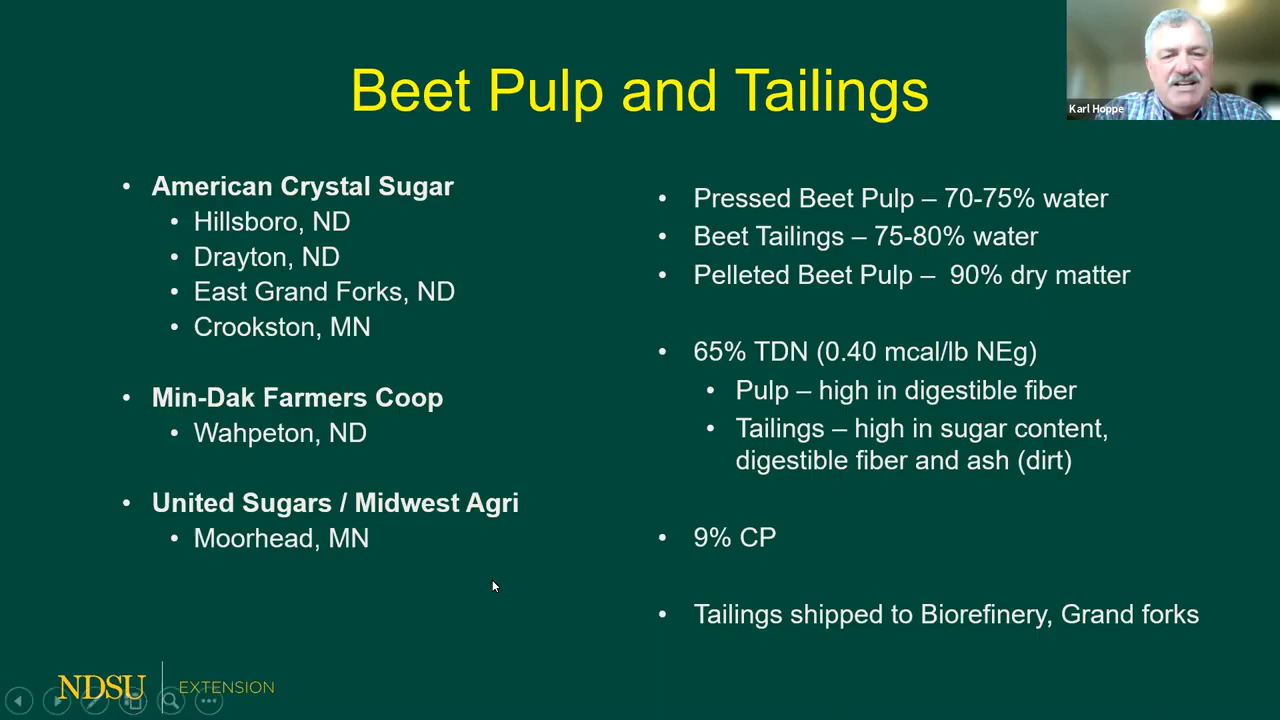 Beet Pulp and Tailings
Karl Hoppe
• American Crystal Sugar
• Hillsboro, ND
• Drayton, ND
• East Grand Forks, ND
• Crookston, MN
• Min-Dak Farmers Coop
• Wahpeton, ND
• United Sugars / Midwest Agri
• Moorhead, MN
• Pressed Beet Pulp – 70-75% water
• Beet Tailings – 75-80% water
• Pelleted Beet Pulp – 90% dry matter
• 65% TDN (0.40 mcal/lb NEg)
• Pulp – high in digestible fiber
• Tailings – high in sugar content,
digestible fiber and ash (dirt)
• 9% CP
• Tailings shipped to Biorefinery, Grand forks
NDSU EXTENSION